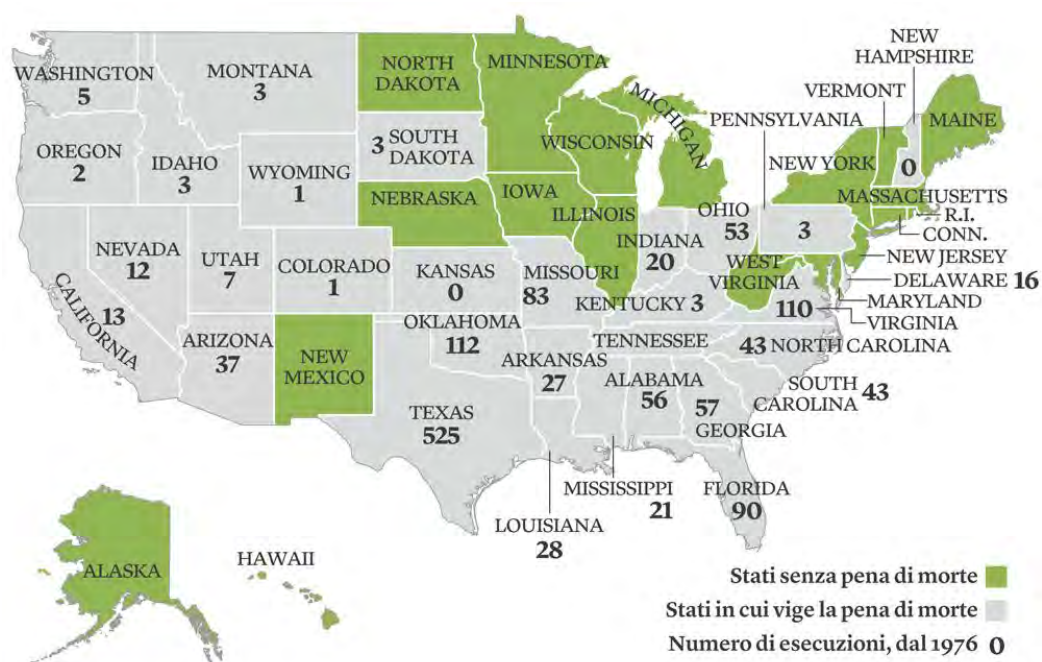 WASHINGTON
5
MONTANA
3
NORTH
DAKOTA
MINNESOTA
NEW
HAMPSHIRE
VERMONT
MAINE
OREGON
2
IDAHO
3
WYOMING
1
3 SOUTH
DAKOTA
WISCONSIN
MICHIGAN
PENNSYLVANIA
NEW YORK
0
MASSACHUSETTS
R.I.
CONN.
NEW JERSEY
DELAWARE 16
MARYLAND
VIRGINIA
110
NEBRASKA
IOWA
ILLINOIS
INDIANA
20
OHIO
53
3
NEVADA
12
UTAH
7
COLORADO
1
KANSAS
0
MISSOURI
83
WEST
VIRGINIA
KENTUCKY 3
CALIFORNIA
13
ARIZONA
37
NEW
MEXICO
OKLAHOMA
112
ARKANSAS
27
TENNESSEE
43 NORTH CAROLINA
SOUTH
CAROLINA 43
TEXAS
525
ALABAMA
56
57
GEORGIA
MISSISSIPPI
21
LOUISIANA
28
FLORIDA
90
ALASKA
HAWAII
Stati senza pena di morte
Stati in cui vige la pena di morte
Numero di esecuzioni, dal 1976 0